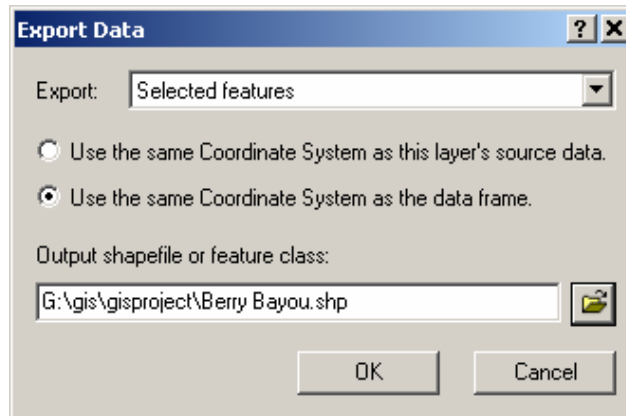 Export Data
Export: Selected features
Use the same Coordinate System as this layer's source data.
Use the same Coordinate System as the data frame.
Output shapefile or feature class:
G:\gis\gisproject\Berry Bayou.shp
OK Cancel